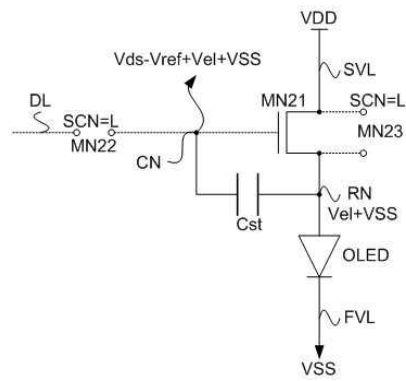 VDD
Vds-Vref+Vel+VSS
SVL
DL
SCN=L
MN21
SCN=L
MN22
MN23
CN
RN
Cst
Vel+VSS
OLED
FVL
VSS